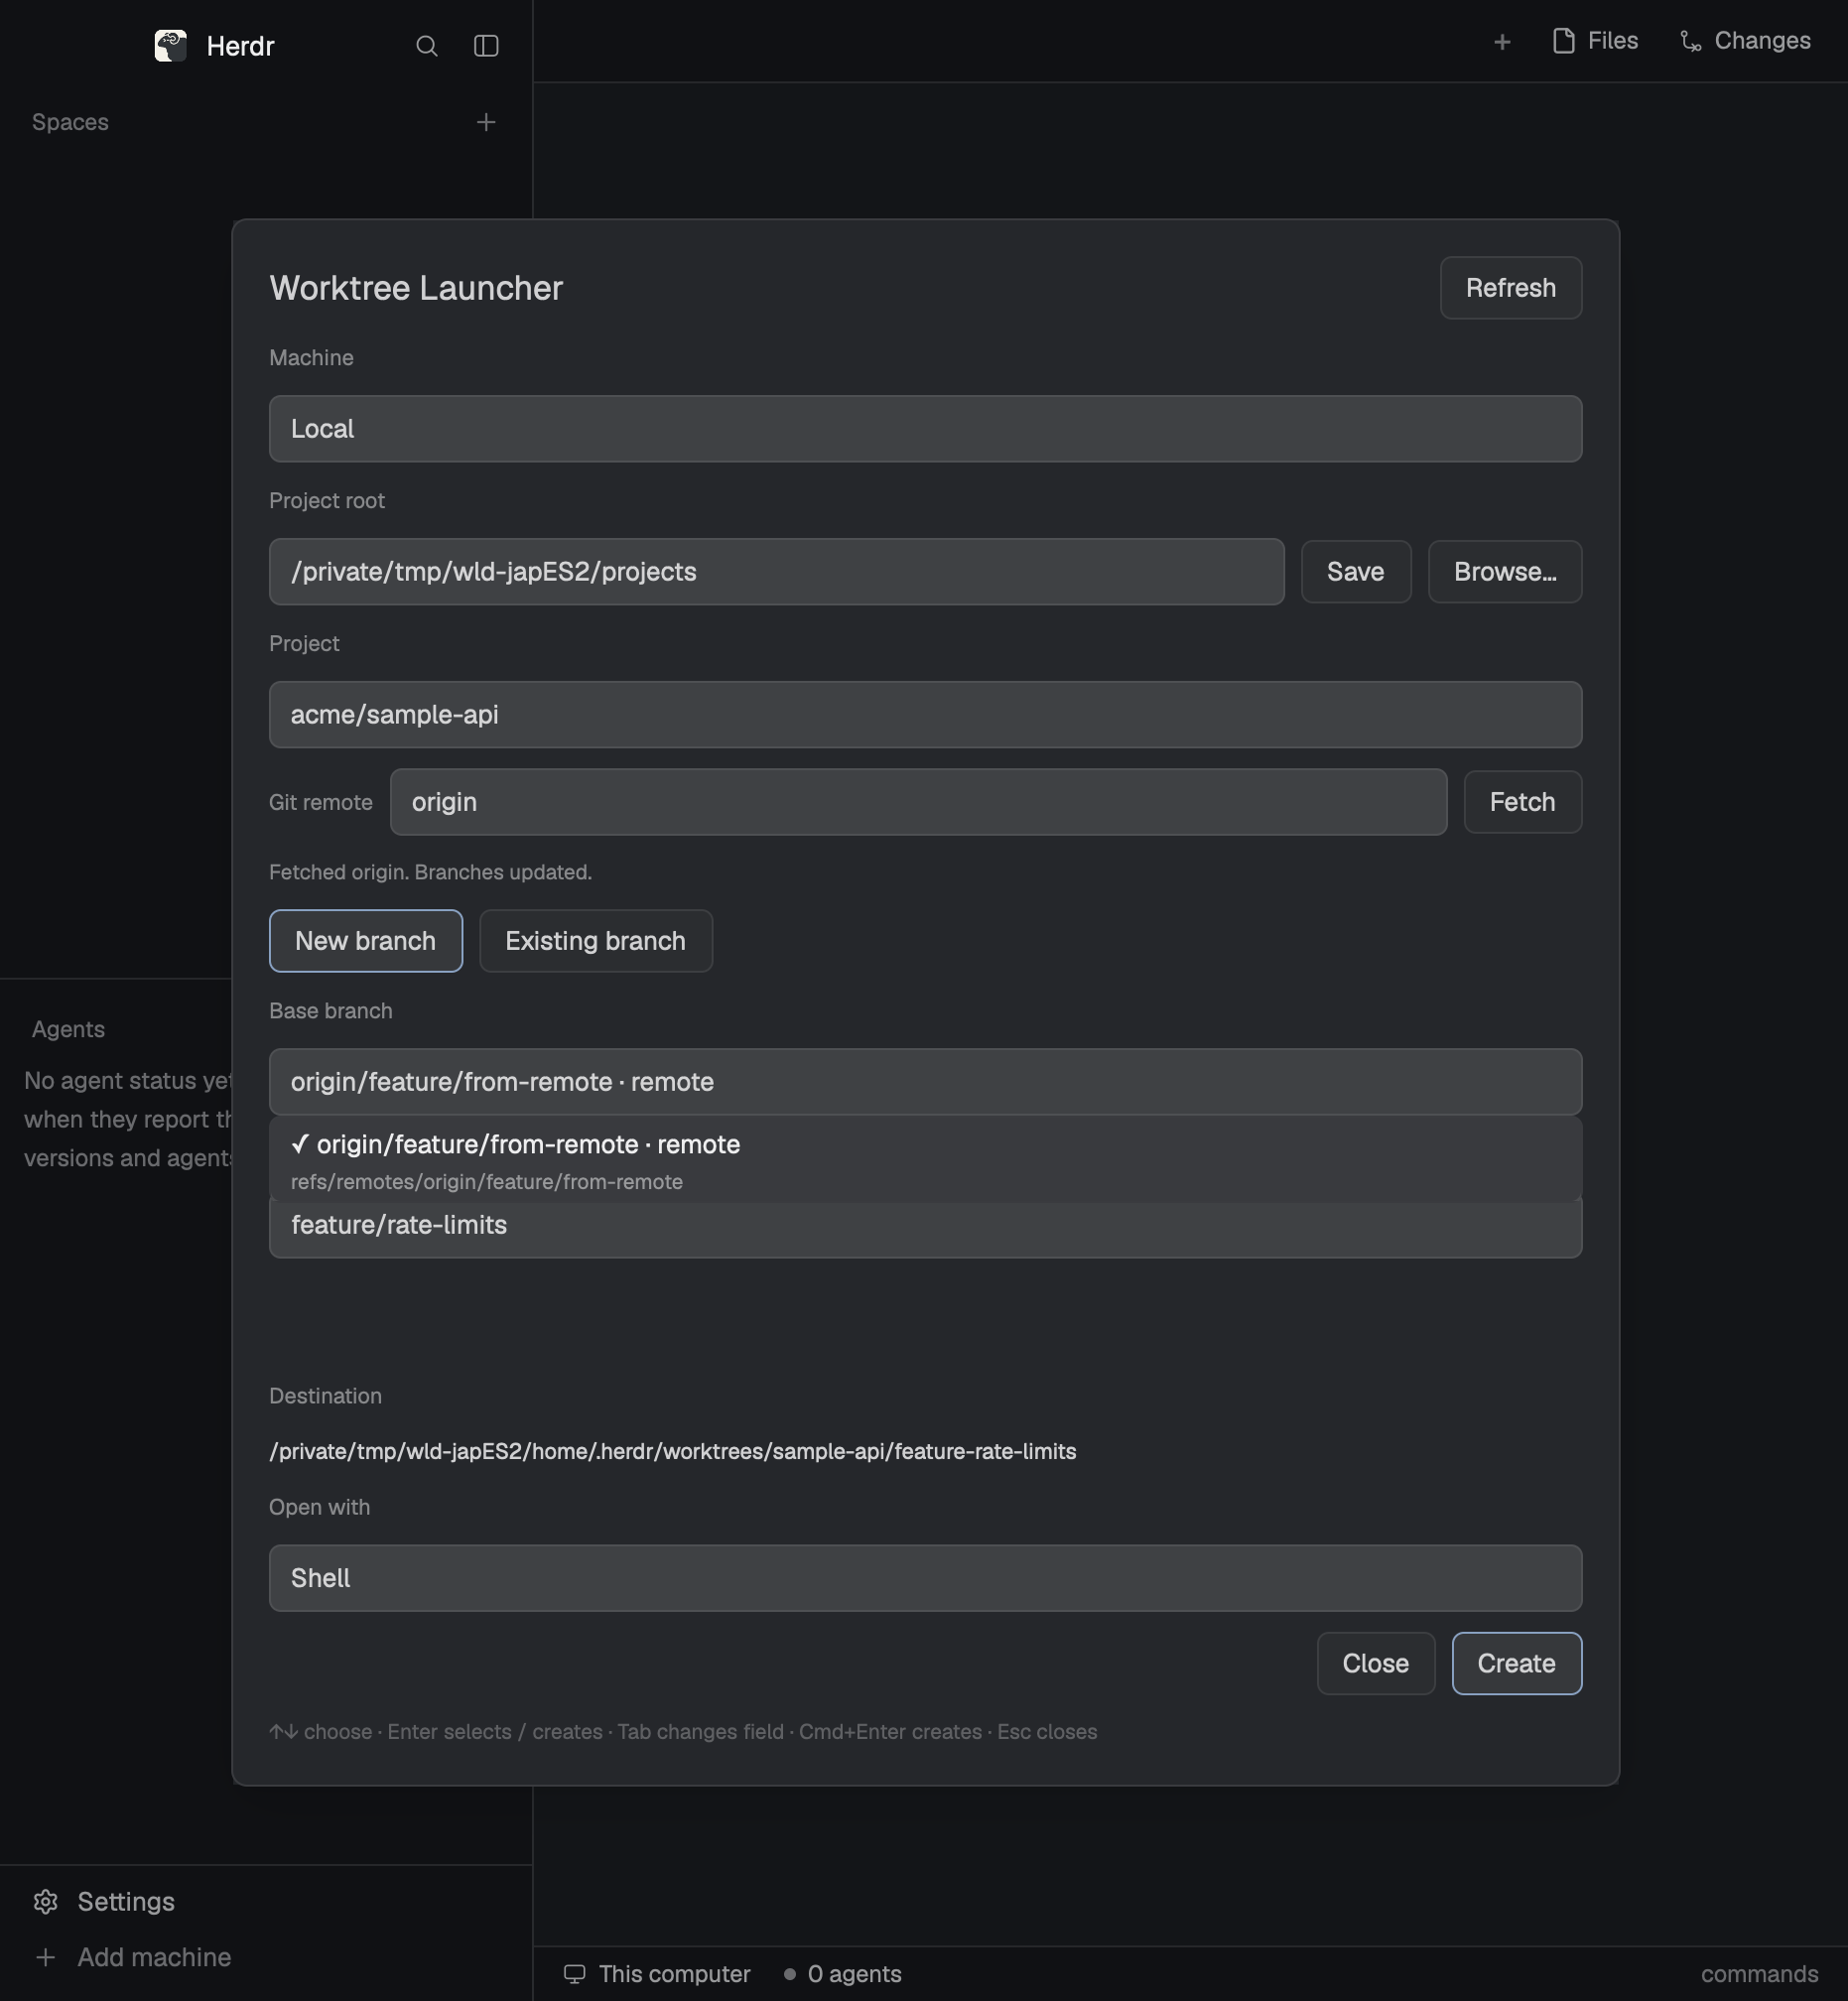 Herdr
+ Files Changes
Spaces +
Worktree Launcher
Refresh
Machine
Local
Project root
/private/tmp/wld-japES2/projects
Save
Browse…
Project
acme/sample-api
Git remote
origin
Fetch
Fetched origin. Branches updated.
New branch
Existing branch
Base branch
origin/feature/from-remote · remote
✓ origin/feature/from-remote · remote
refs/remotes/origin/feature/from-remote
feature/rate-limits
Destination
/private/tmp/wld-japES2/home/.herdr/worktrees/sample-api/feature-rate-limits
Open with
Shell
Close
Create
↑↓ choose · Enter selects / creates · Tab changes field · Cmd+Enter creates · Esc closes
Agents
No agent status yet
when they report
versions and agents
Settings
+ Add machine
This computer
0 agents
commands